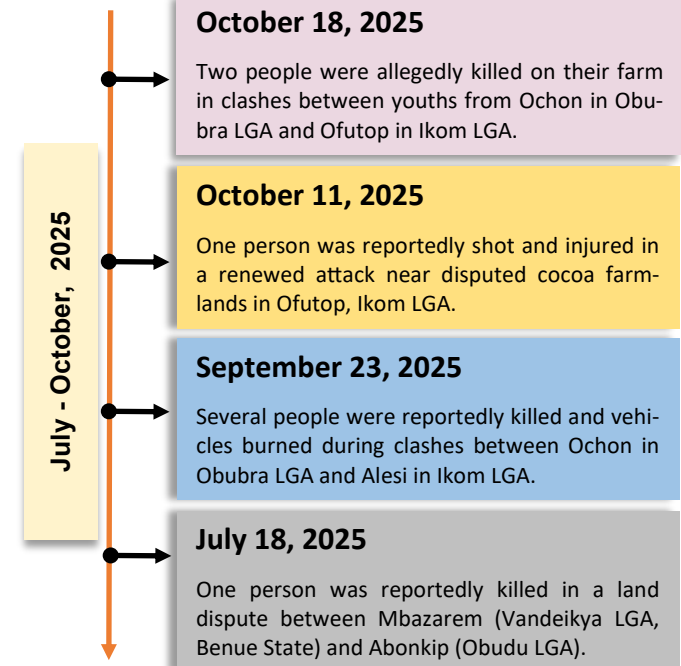 July - October, 2025
October 18, 2025
Two people were allegedly killed on their farm
in clashes between youths from Ochon in Obu-
bra LGA and Ofutop in Ikom LGA.
October 11, 2025
One person was reportedly shot and injured in
a renewed attack near disputed cocoa farm-
lands in Ofutop, Ikom LGA.
September 23, 2025
Several people were reportedly killed and vehi-
cles burned during clashes between Ochon in
Obubra LGA and Alesi in Ikom LGA.
July 18, 2025
One person was reportedly killed in a land
dispute between Mbazarem (Vandeikya LGA,
Benue State) and Abonkip (Obudu LGA).